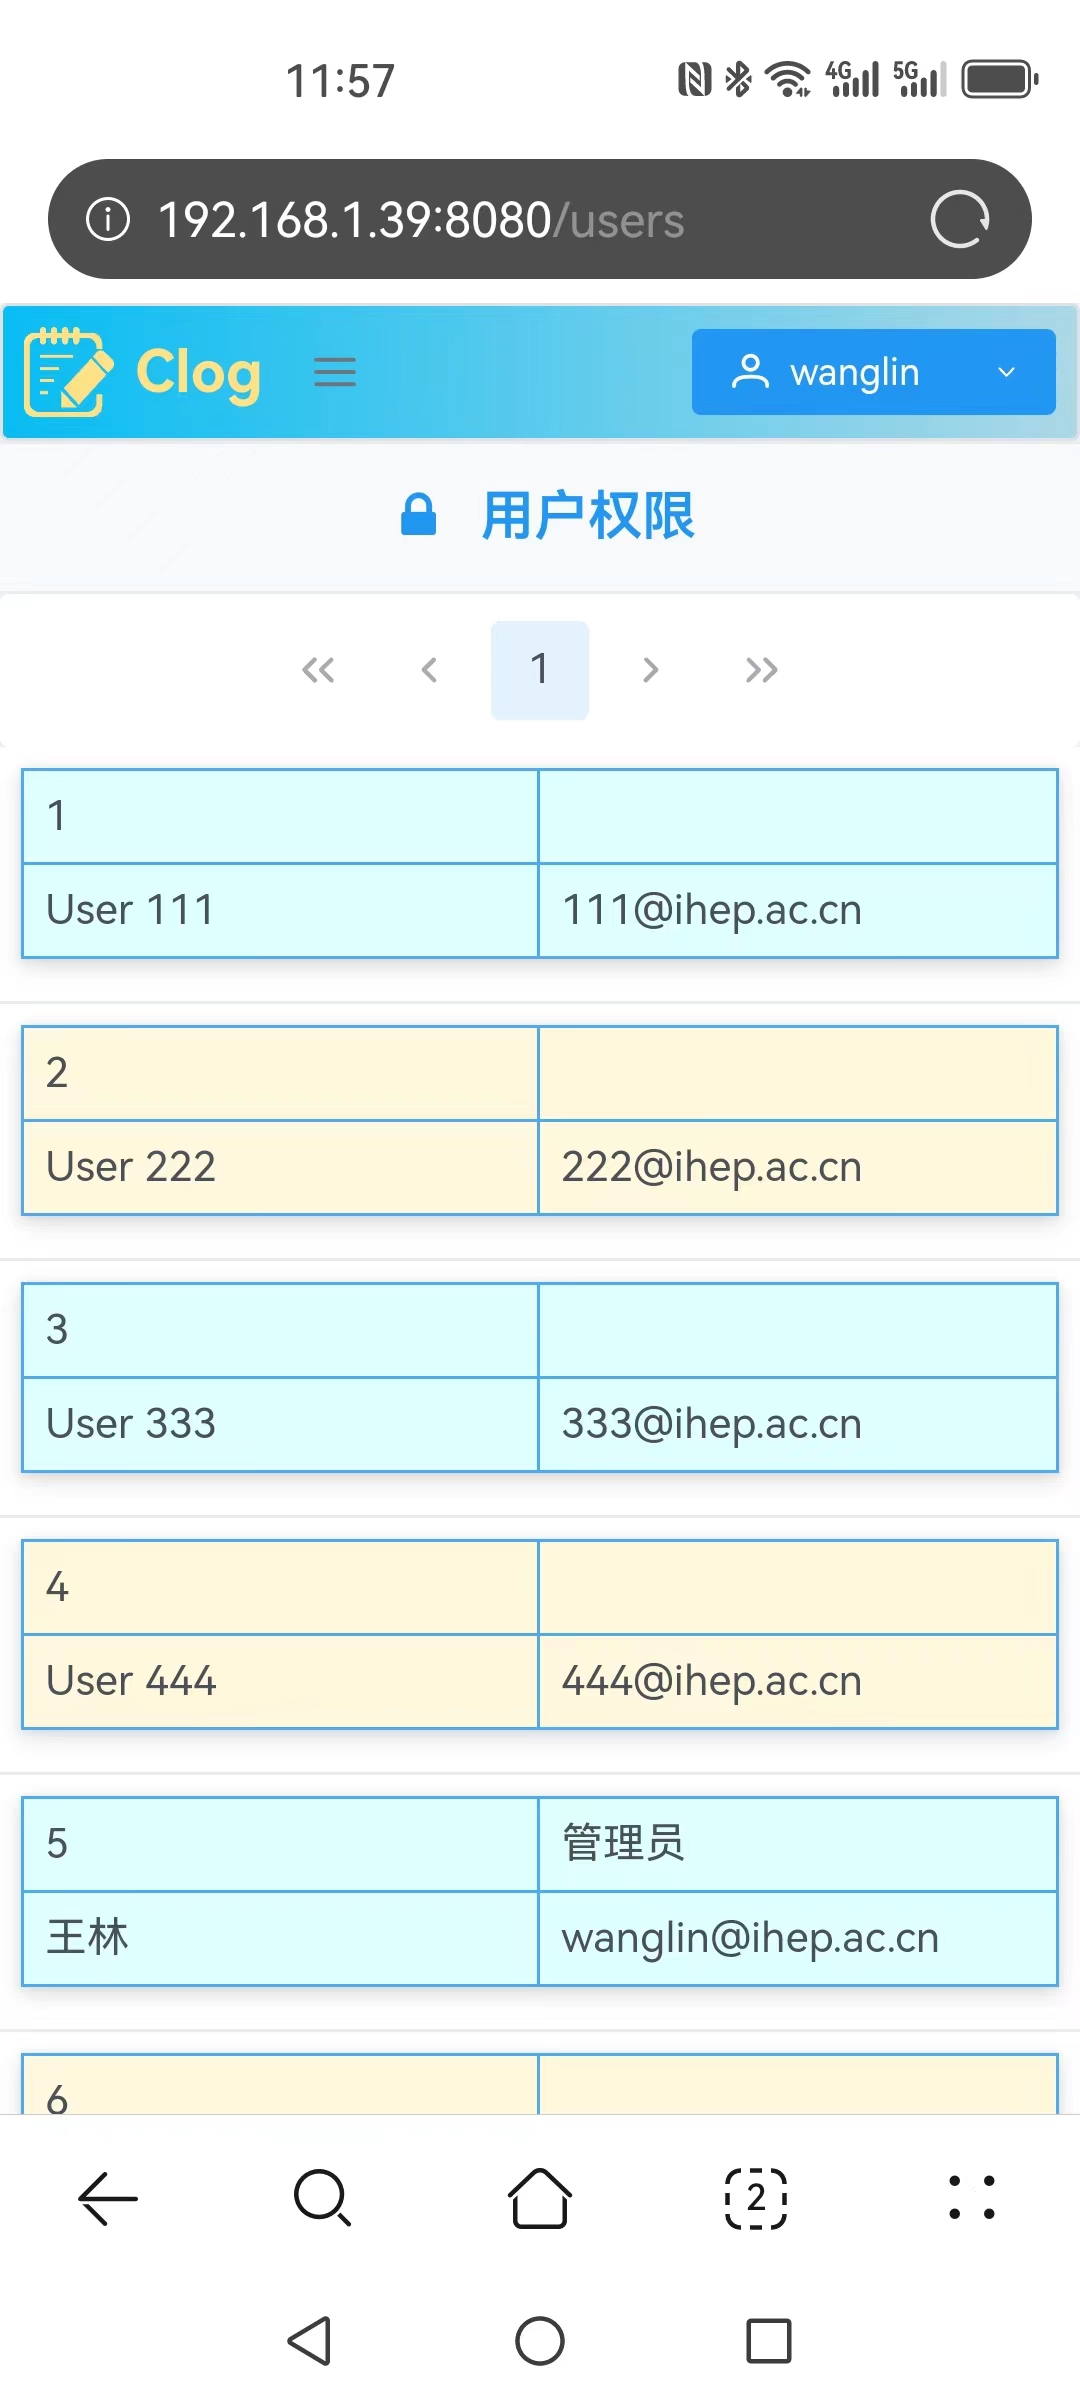 11:57 4G 5G
192.168.1.39:8080/users
Clog wanglin
用户权限
1
1
User 111 111@ihep.ac.cn
2
User 222 222@ihep.ac.cn
3
User 333 333@ihep.ac.cn
4
User 444 444@ihep.ac.cn
5 管理员
王林 wanglin@ihep.ac.cn
6
2